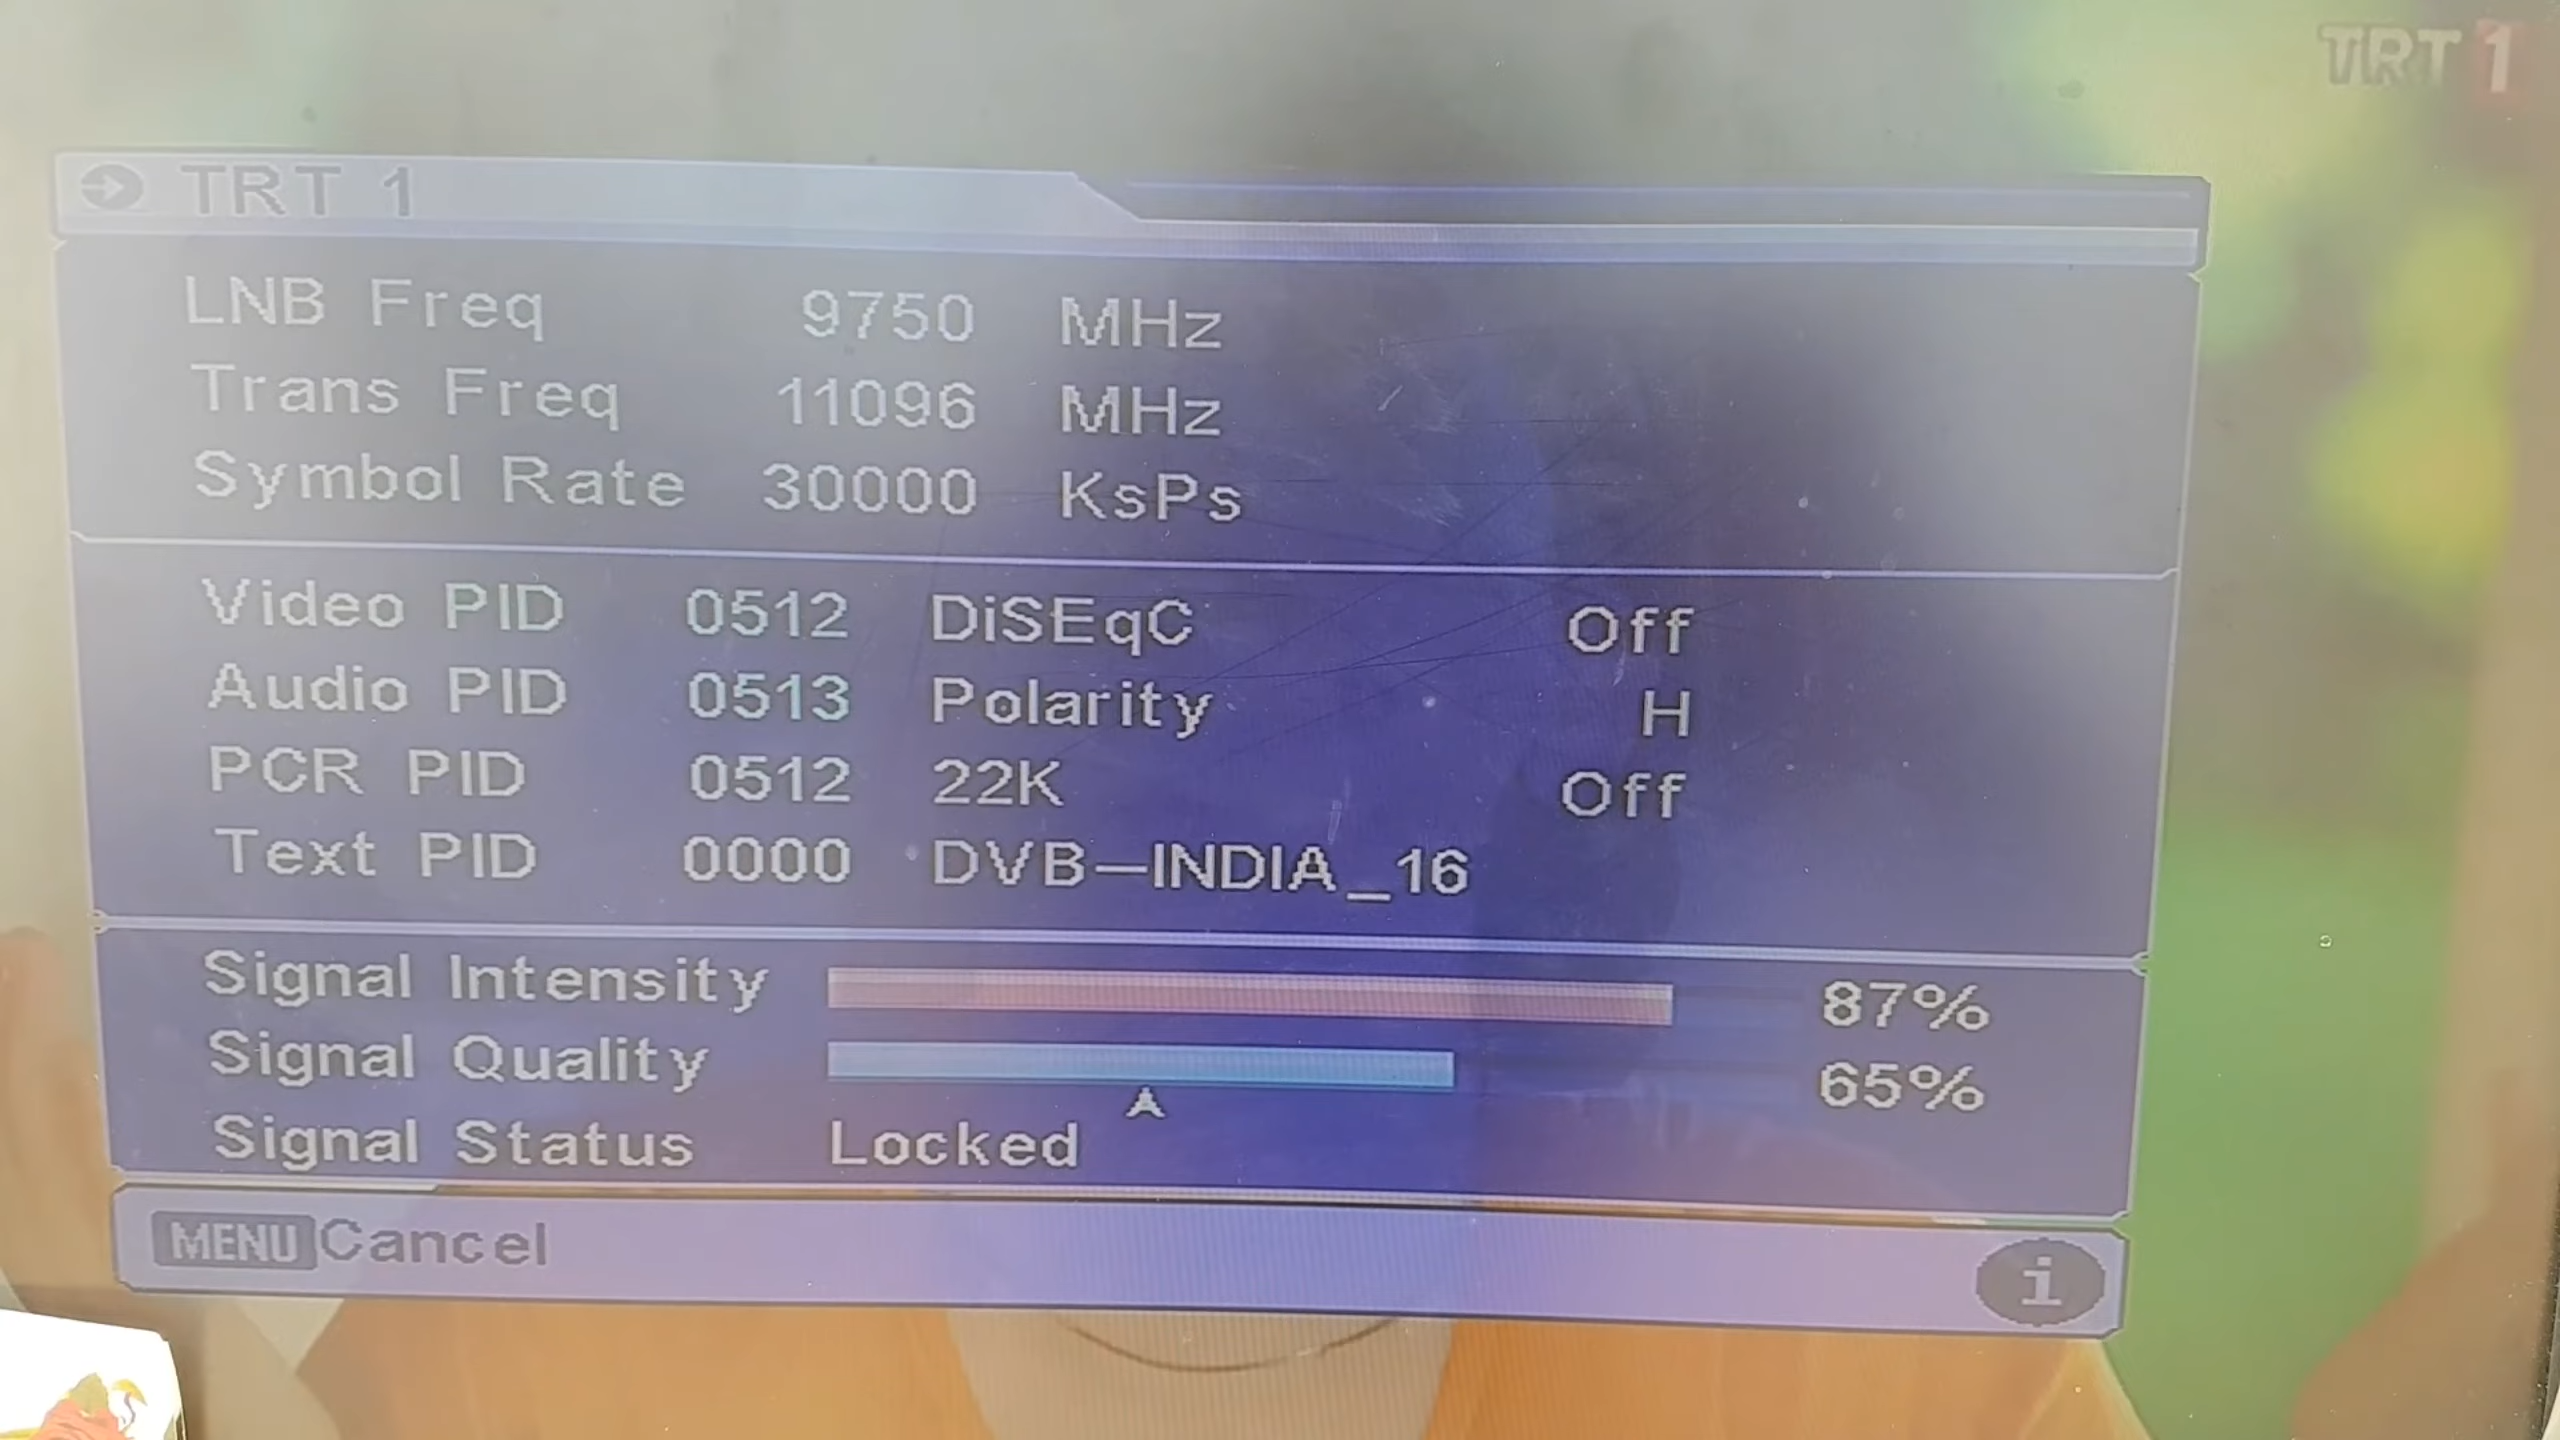 TRT 1
TRT 1
LNB Freq 9750 MHz
Trans Freq 11096 MHz
Symbol Rate 30000 KsPs
Video PID 0512 DiSEqC Off
Audio PID 0513 Polarity H
PCR PID 0512 22K Off
Text PID 0000 DVB-INDIA_16
Signal Intensity 87%
Signal Quality 65%
Signal Status Locked
MENU Cancel i